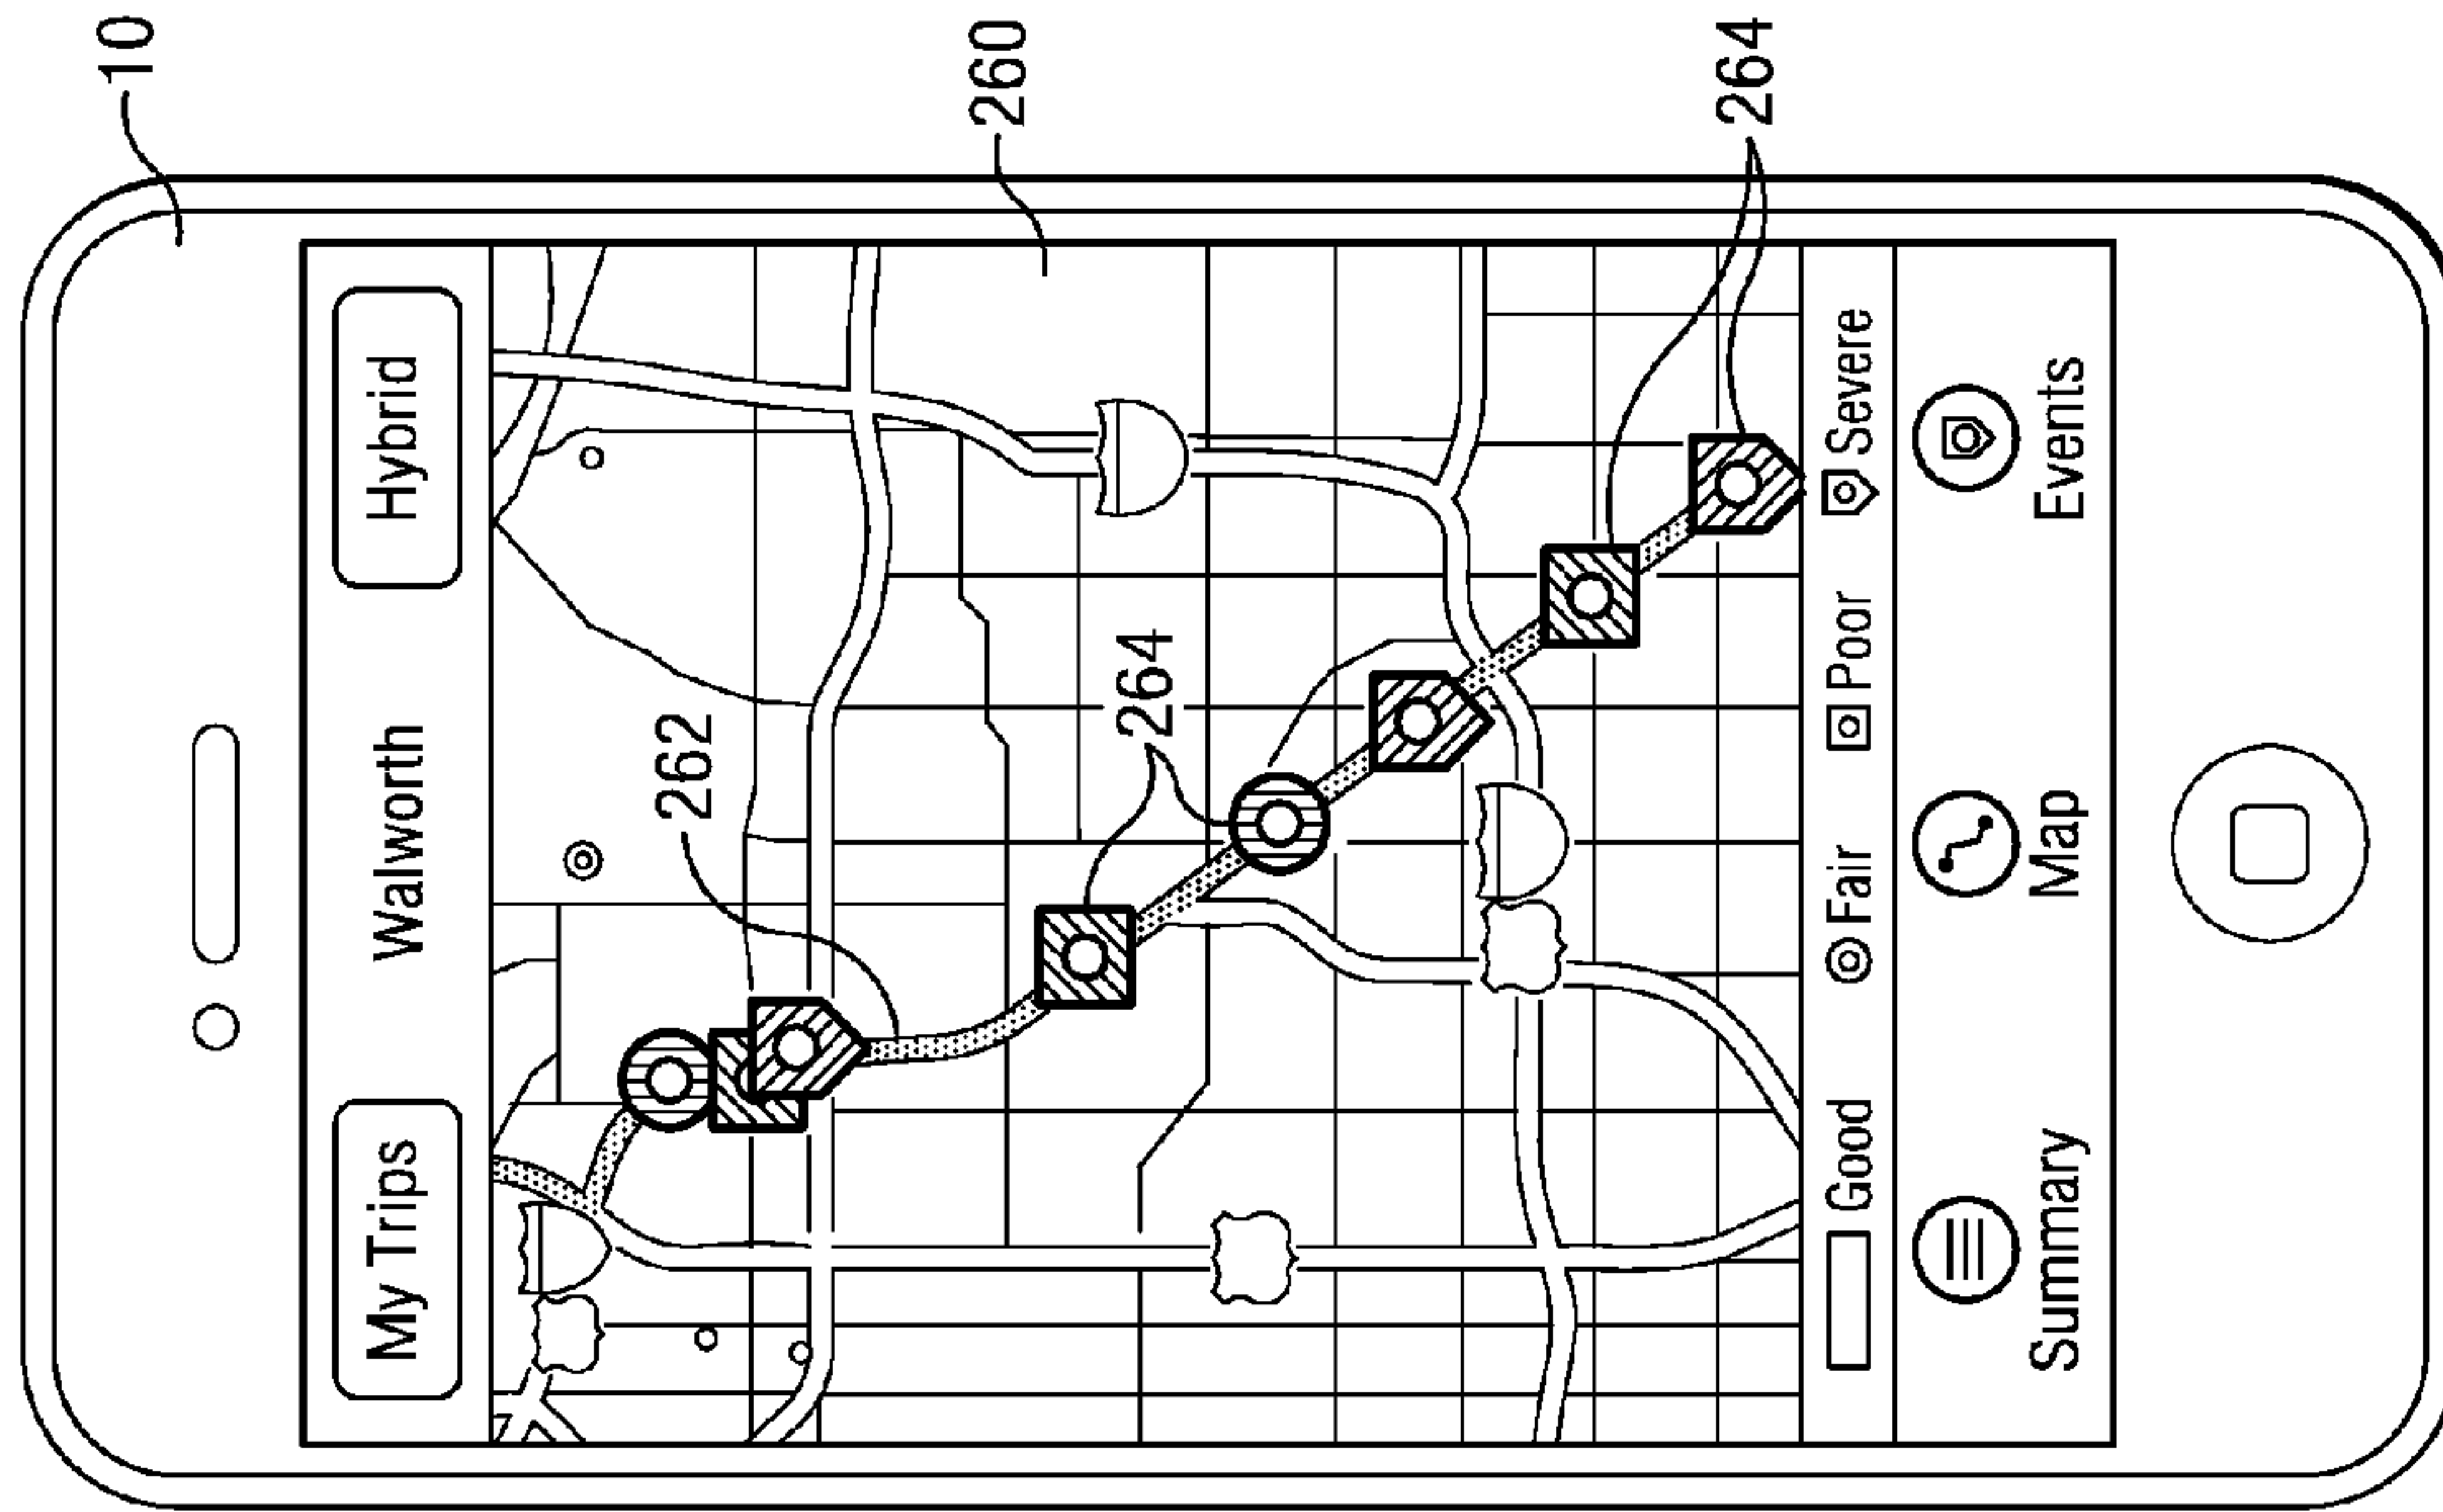 10
My Trips Walworth Hybrid
260
262
264
264
Good Fair Poor Severe
Summary Map Events